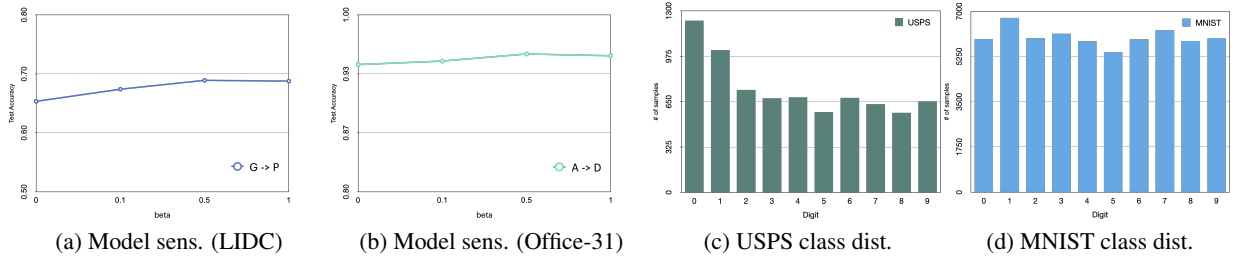 0.80
0.70
0.60
0.50
Test Accuracy
0
0.1
0.5
1
beta
G -> P
(a) Model sens. (LIDC)
1.00
0.93
0.87
0.80
Test Accuracy
0
0.1
0.5
1
beta
A -> D
(b) Model sens. (Office-31)
1300
975
650
325
0
# of samples
USPS
0 1 2 3 4 5 6 7 8 9
Digit
(c) USPS class dist.
7000
5250
3500
1750
0
# of samples
MNIST
0 1 2 3 4 5 6 7 8 9
Digit
(d) MNIST class dist.